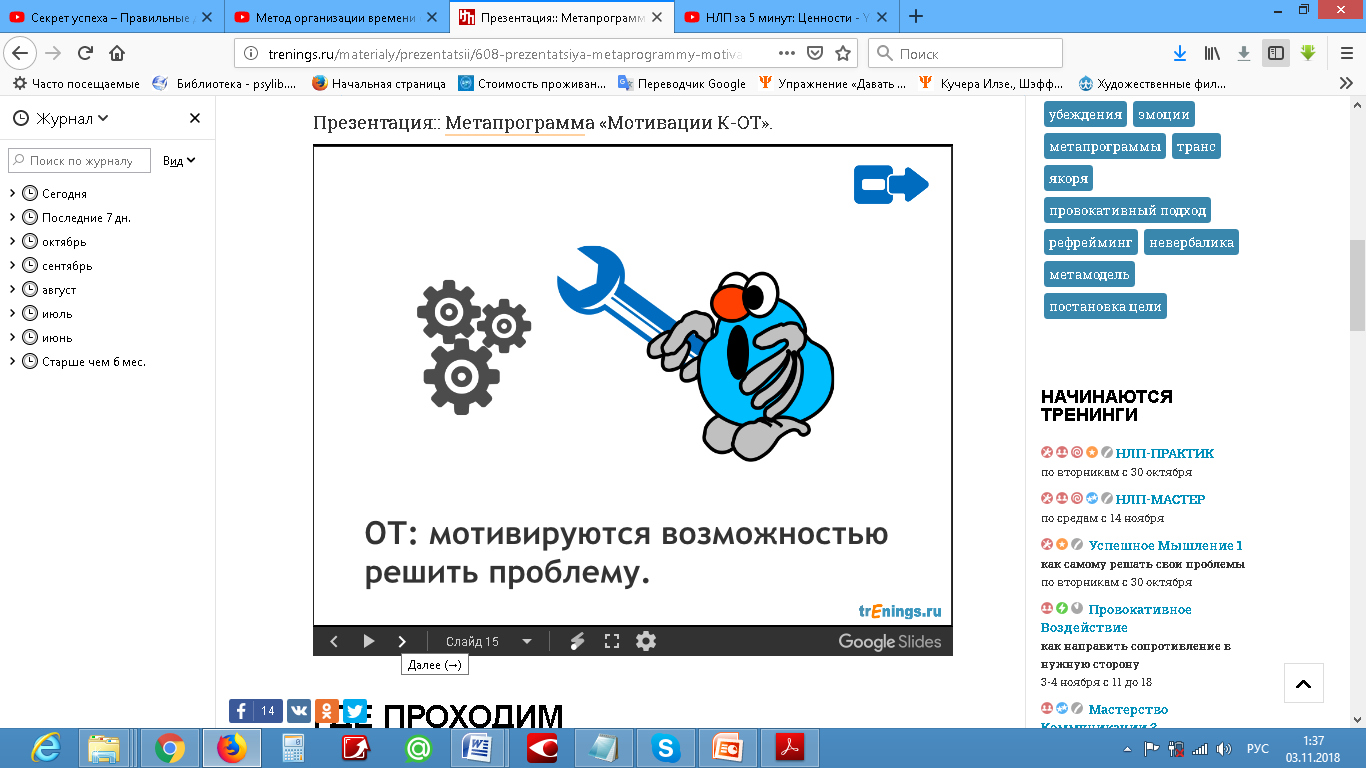 Секрет успеха – Правильные
Метод организации времени
Презентация:: Метапрограмм
НЛП за 5 минут: Ценности - Y
trenings.ru/materialy/prezentatsii/608-prezentatsiya-metaprogrammy-motiva
Поиск
Часто посещаемые
Библиотека - psylib....
Начальная страница
Стоимость проживан...
Переводчик Google
Упражнение «Давать ...
Кучера Илзе., Шэфф...
Художественные фил...
Журнал
Поиск по журналу
Вид
Сегодня
Последние 7 дн.
октябрь
сентябрь
август
июль
июнь
Старше чем 6 мес.
Презентация:: Метапрограмма «Мотивации К-ОТ».
ОТ: мотивируются возможностью
решить проблему.
trEnings.ru
Слайд 15
Google Slides
Далее (→)
14
ГДЕ ПРОХОДИМ
убеждения эмоции
метапрограммы транс
якоря
провокативный подход
рефрейминг невербалика
метамодель
постановка цели
НАЧИНАЮТСЯ
ТРЕНИНГИ
НЛП-ПРАКТИК
по вторникам с 30 октября
НЛП-МАСТЕР
по средам с 14 ноября
Успешное Мышление 1
как самому решать свои проблемы
по вторникам с 30 октября
Провокативное
Воздействие
как направить сопротивление в
нужную сторону
3-4 ноября с 11 до 18
Мастерство
Коммуникации 3
РУС
1:37
03.11.2018